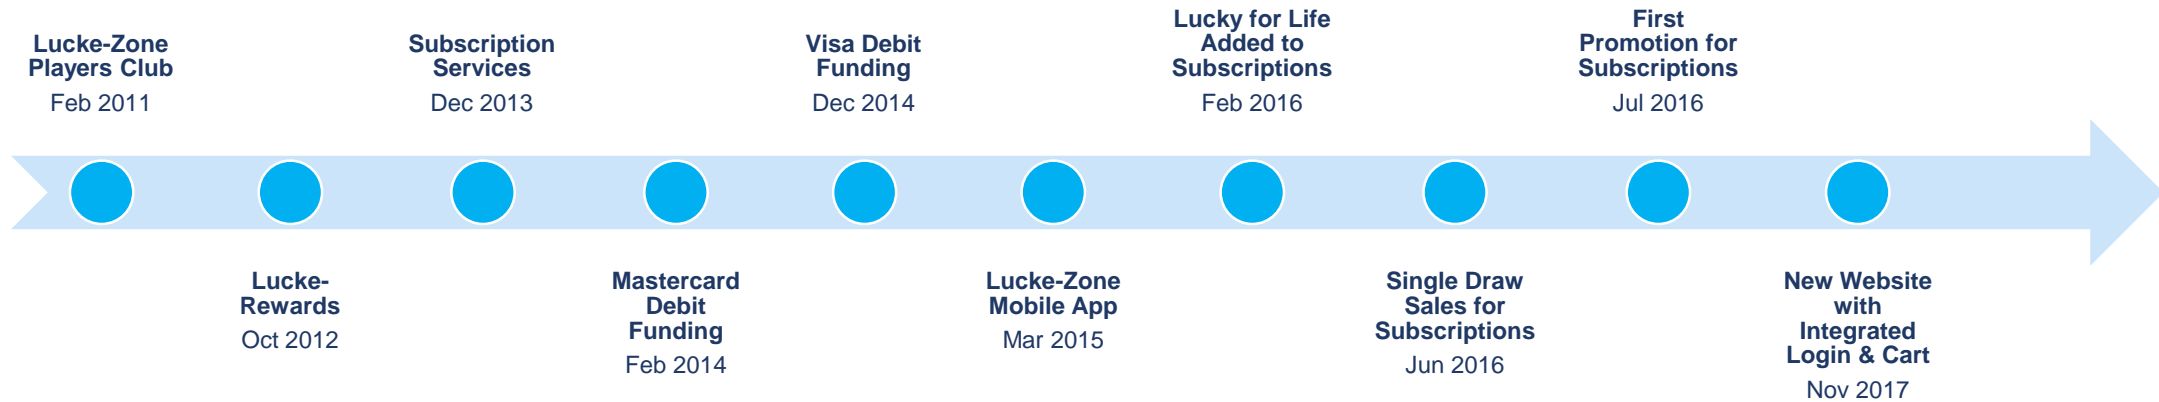 Lucke-Zone
Players Club
Feb 2011
Lucke-
Rewards
Oct 2012
Subscription
Services
Dec 2013
Mastercard
Debit
Funding
Feb 2014
Visa Debit
Funding
Dec 2014
Lucke-Zone
Mobile App
Mar 2015
Lucky for Life
Added to
Subscriptions
Feb 2016
Single Draw
Sales for
Subscriptions
Jun 2016
First
Promotion for
Subscriptions
Jul 2016
New Website
with
Integrated
Login & Cart
Nov 2017